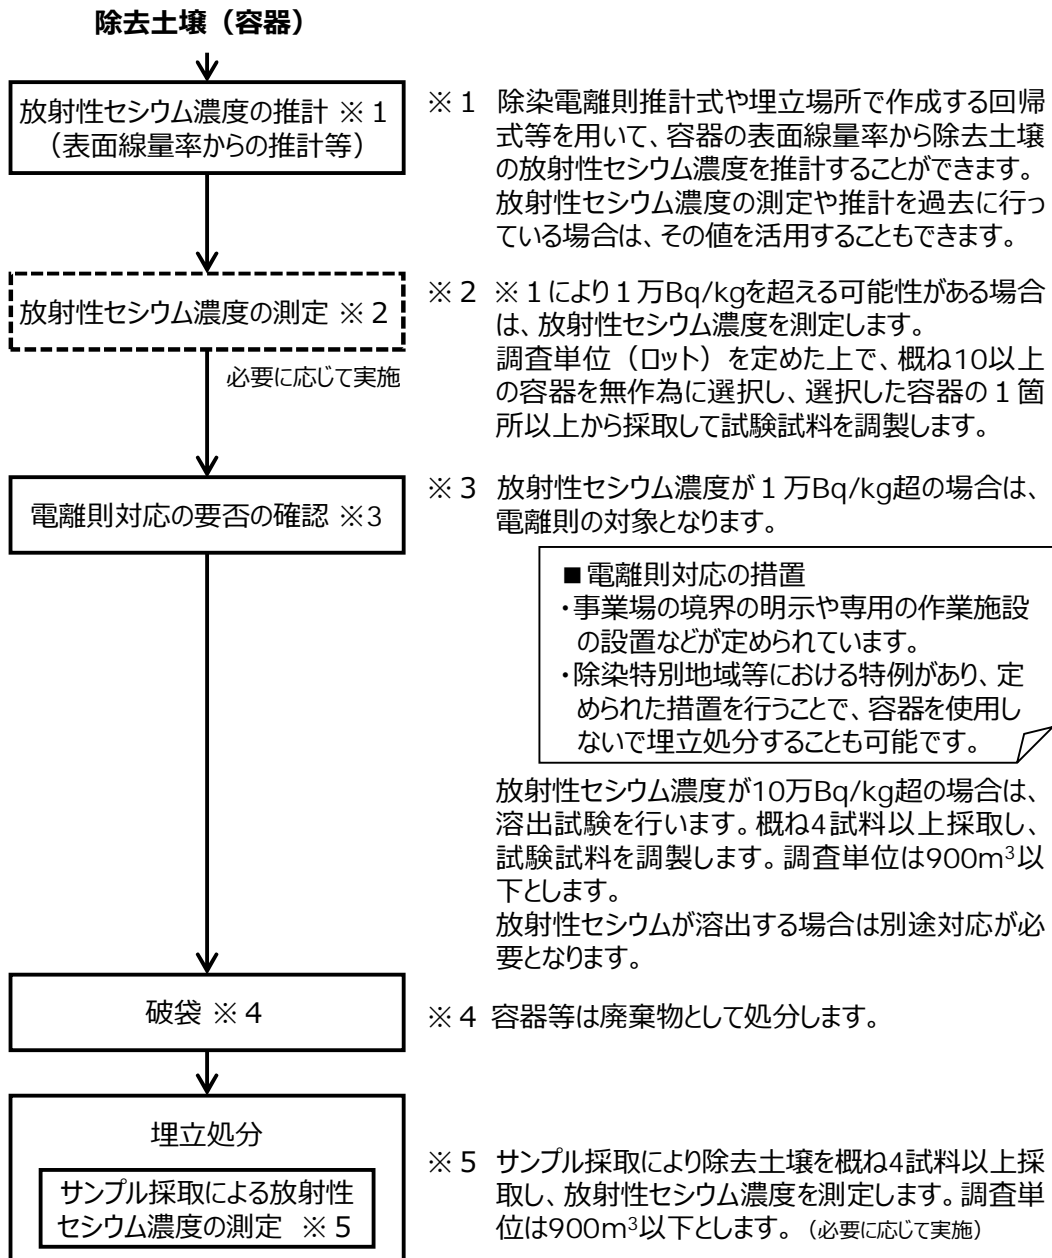 除去土壌（容器）
放射性セシウム濃度の推計 ※１
（表面線量率からの推計等）
※１ 除染電離則推計式や埋立場所で作成する回帰
式等を用いて、容器の表面線量率から除去土壌
の放射性セシウム濃度を推計することができます。
放射性セシウム濃度の測定や推計を過去に行っ
ている場合は、その値を活用することもできます。
放射性セシウム濃度の測定 ※２
必要に応じて実施
※２ ※１により１万Bq/kgを超える可能性がある場合
は、放射性セシウム濃度を測定します。
調査単位（ロット）を定めた上で、概ね10以上
の容器を無作為に選択し、選択した容器の１箇
所以上から採取して試験試料を調製します。
電離則対応の要否の確認 ※3
※３ 放射性セシウム濃度が１万Bq/kg超の場合は、
電離則の対象となります。
■電離則対応の措置
・事業場の境界の明示や専用の作業施設
の設置などが定められています。
・除染特別地域等における特例があり、定
められた措置を行うことで、容器を使用し
ないで埋立処分することも可能です。
放射性セシウム濃度が10万Bq/kg超の場合は、
溶出試験を行います。概ね4試料以上採取し、
試験試料を調製します。調査単位は900m³以
下とします。
放射性セシウムが溶出する場合は別途対応が必
要となります。
破袋 ※４
※４ 容器等は廃棄物として処分します。
埋立処分
サンプル採取による放射性
セシウム濃度の測定 ※５
※５ サンプル採取により除去土壌を概ね4試料以上採
取し、放射性セシウム濃度を測定します。調査単
位は900m³以下とします。（必要に応じて実施）